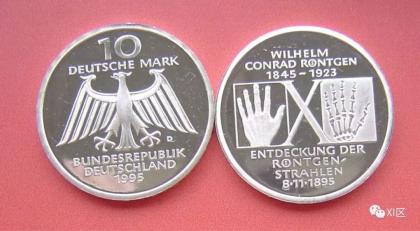 10
DEUTSCHE MARK
D
BUNDESREPUBLIK
DEUTSCHLAND
1995
WILHELM
CONRAD RÖNTGEN
1845-1923
X
ENTDECKUNG DER
RÖNTGEN-
STRAHLEN
8·11·1895
XI区